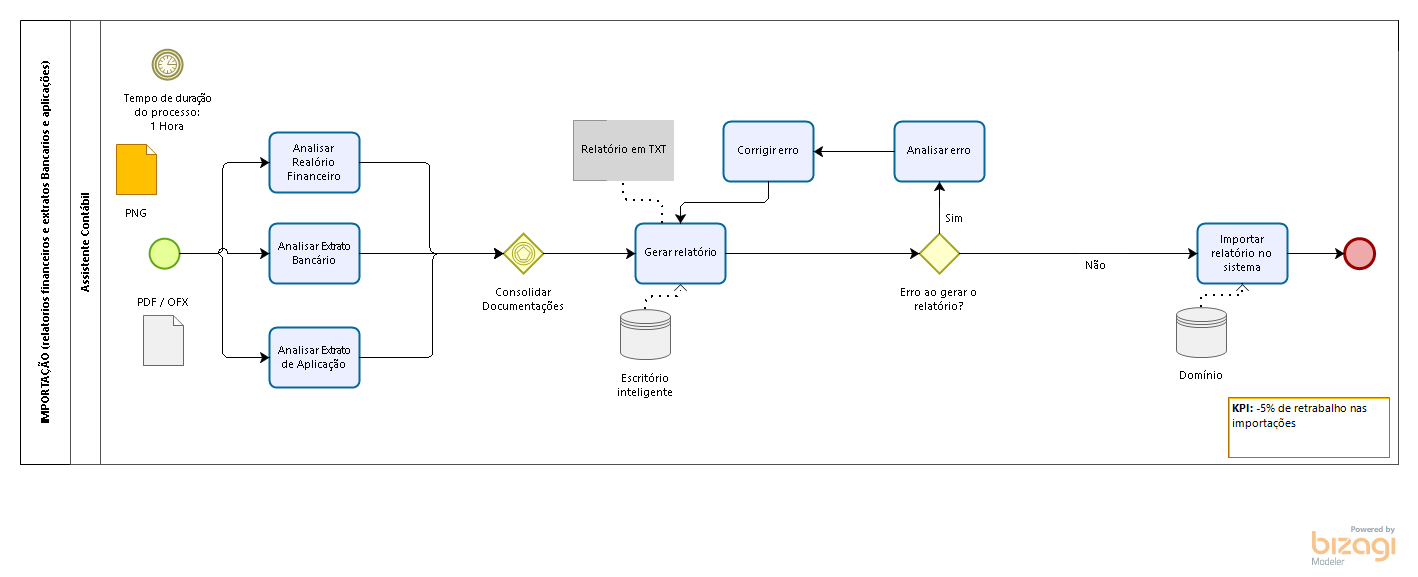 IMPORTAÇÃO (relatorios financeiros e extratos Bancarios e aplicações)
Assistente Contábil
Tempo de duração
do processo:
1 Hora
PNG
PDF / OFX
Analisar
Realório
Financeiro
Analisar Extrato
Bancário
Analisar Extrato
de Aplicação
Consolidar
Documentações
Relatório em TXT
Gerar relatório
Escritório
inteligente
Corrigir erro
Analisar erro
Sim
Erro ao gerar o
relatório?
Não
Importar
relatório no
sistema
Domínio
KPI: -5% de retrabalho nas
importações
Powered by
bizagi
Modeler